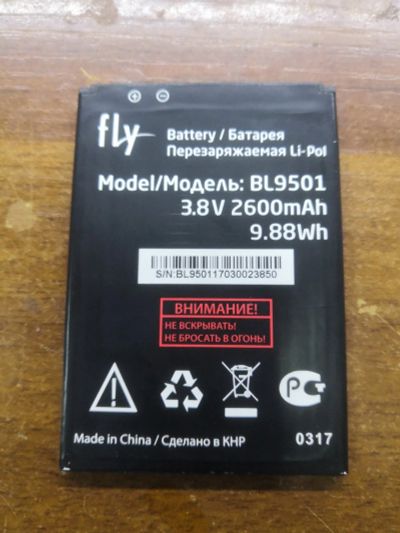 fly
Battery / Батарея
Перезаряжаемая Li-Pol
Model/Модель: BL9501
3.8V 2600mAh
9.88Wh
S/N:BL950117030023850
ВНИМАНИЕ!
НЕ ВСКРЫВАТЬ!
НЕ БРОСАТЬ В ОГОНЬ!
Made in China / Сделано в КНР
0317